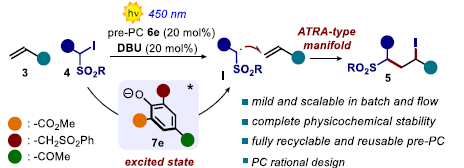 hν
450 nm
pre-PC 6e (20 mol%)
DBU (20 mol%)
3
4
I
SO₂R
I
SO₂R
ATRA-type
manifold
RO₂S
I
5
-CO₂Me
-CH₂SO₂Ph
-COMe
⊖O
*
7e
excited state
mild and scalable in batch and flow
complete physicochemical stability
fully recyclable and reusable pre-PC
PC rational design